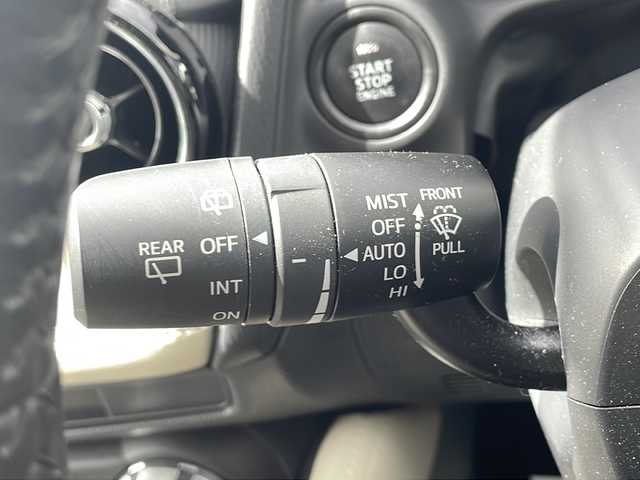 START
STOP
ENGINE
REAR
OFF
INT
ON
MIST
OFF
AUTO
LO
HI
FRONT
PULL